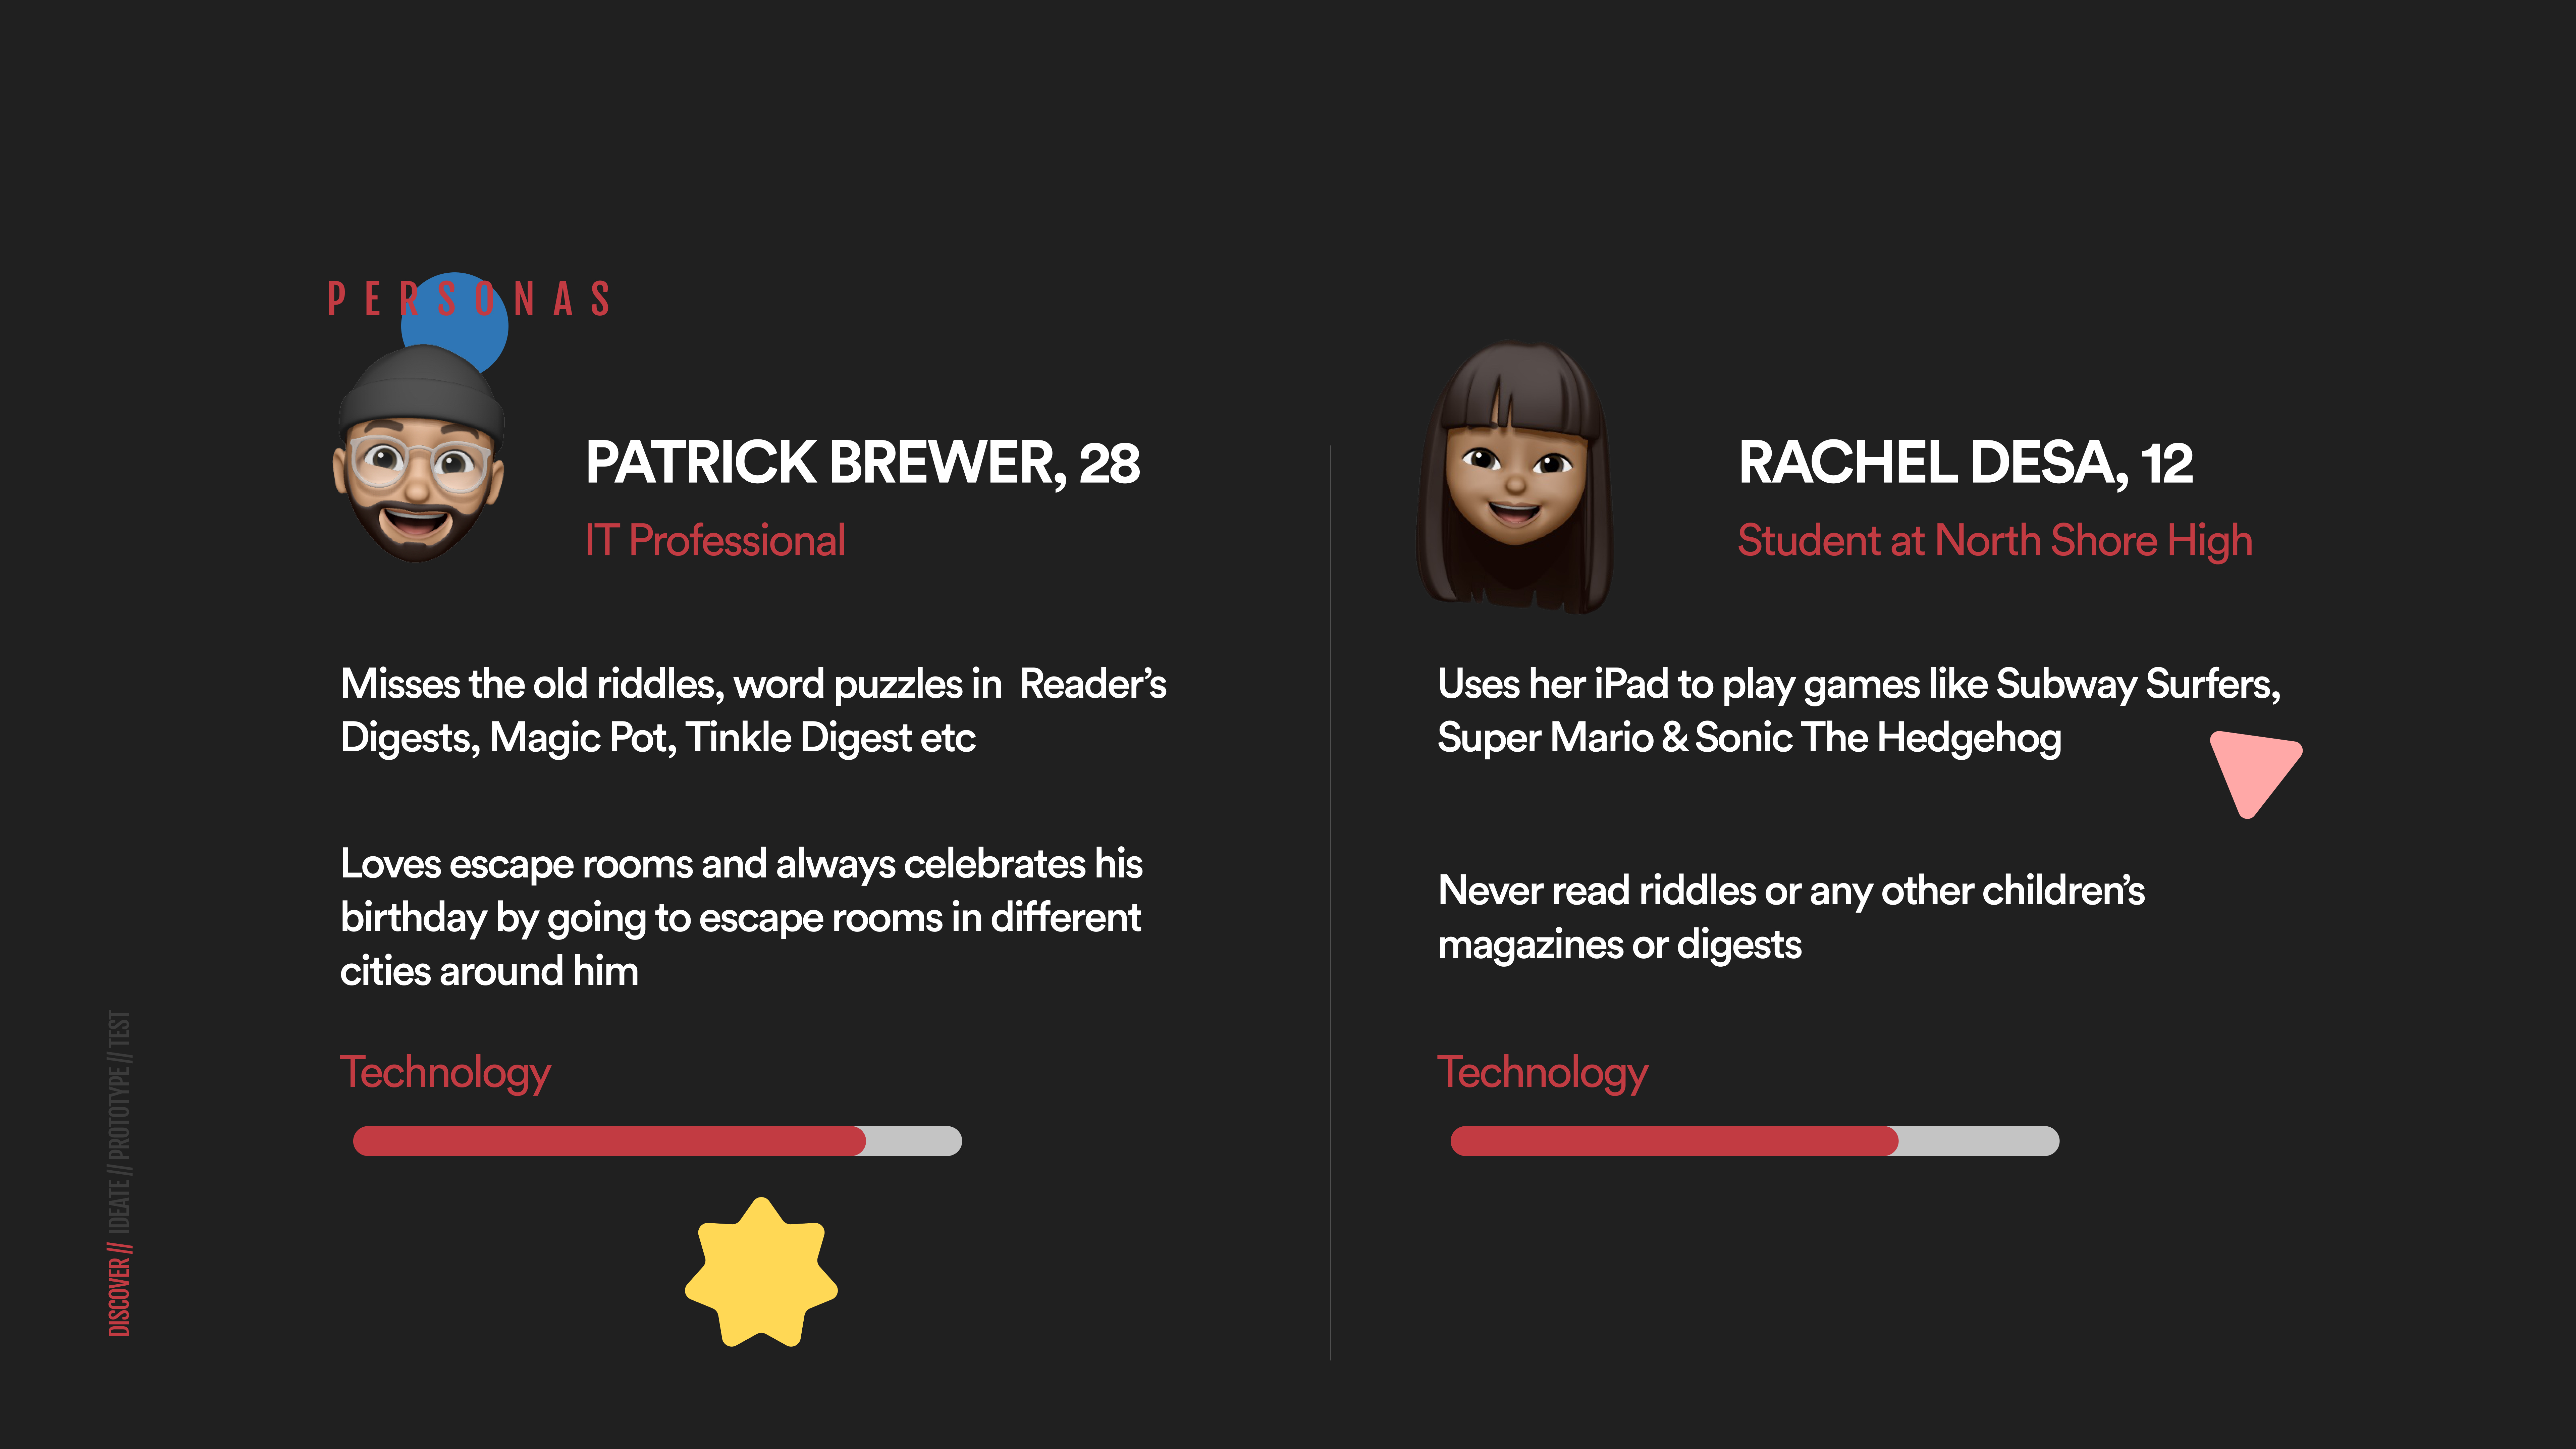 PERSONAS
PATRICK BREWER, 28
IT Professional
Misses the old riddles, word puzzles in  Reader’s
Digests, Magic Pot, Tinkle Digest etc
Loves escape rooms and always celebrates his
birthday by going to escape rooms in different
cities around him
Technology
RACHEL DESA, 12
Student at North Shore High
Uses her iPad to play games like Subway Surfers,
Super Mario & Sonic The Hedgehog
Never read riddles or any other children’s
magazines or digests
Technology
DISCOVER // IDEATE // PROTOTYPE // TEST